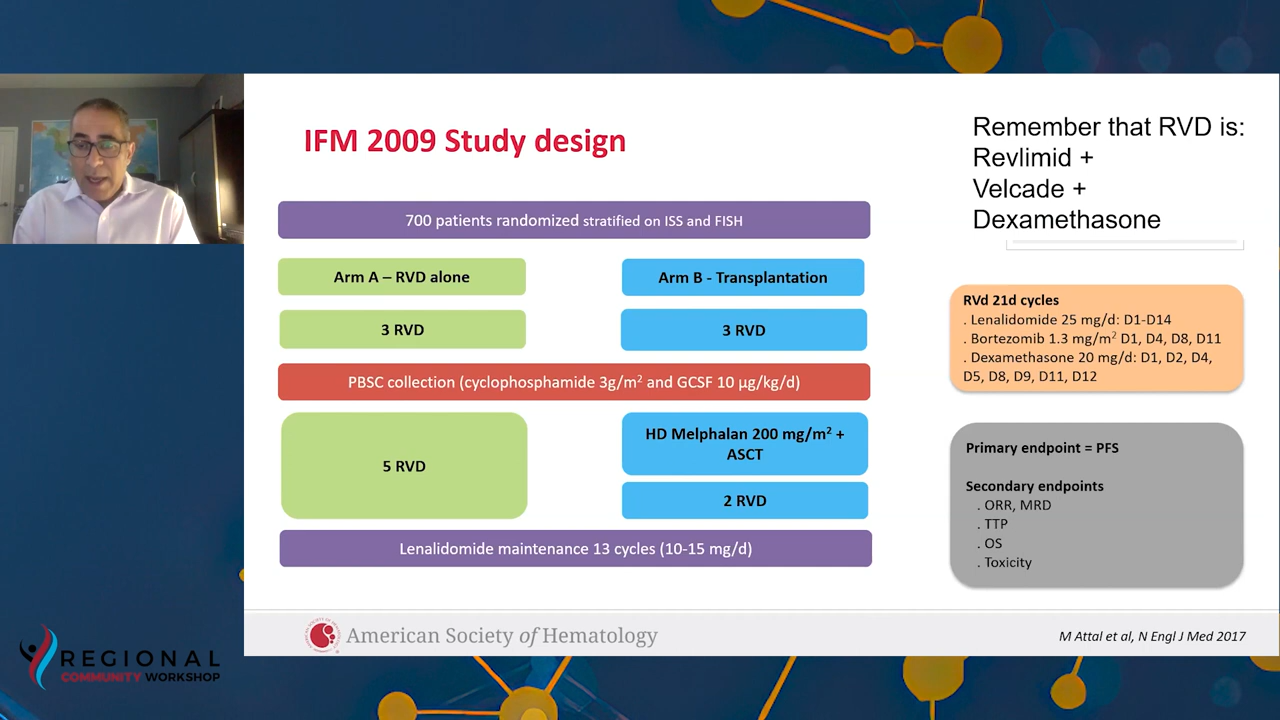 IFM 2009 Study design
Remember that RVD is:
Revlimid +
Velcade +
Dexamethasone
700 patients randomized stratified on ISS and FISH
Arm A – RVD alone
Arm B - Transplantation
3 RVD
3 RVD
PBSC collection (cyclophosphamide 3g/m² and GCSF 10 µg/kg/d)
5 RVD
HD Melphalan 200 mg/m² +
ASCT
2 RVD
Lenalidomide maintenance 13 cycles (10-15 mg/d)
RVd 21d cycles
. Lenalidomide 25 mg/d: D1-D14
. Bortezomib 1.3 mg/m² D1, D4, D8, D11
. Dexamethasone 20 mg/d: D1, D2, D4,
D5, D8, D9, D11, D12
Primary endpoint = PFS
Secondary endpoints
. ORR, MRD
. TTP
. OS
. Toxicity
American Society of Hematology
M Attal et al, N Engl J Med 2017
REGIONAL
COMMUNITY WORKSHOP